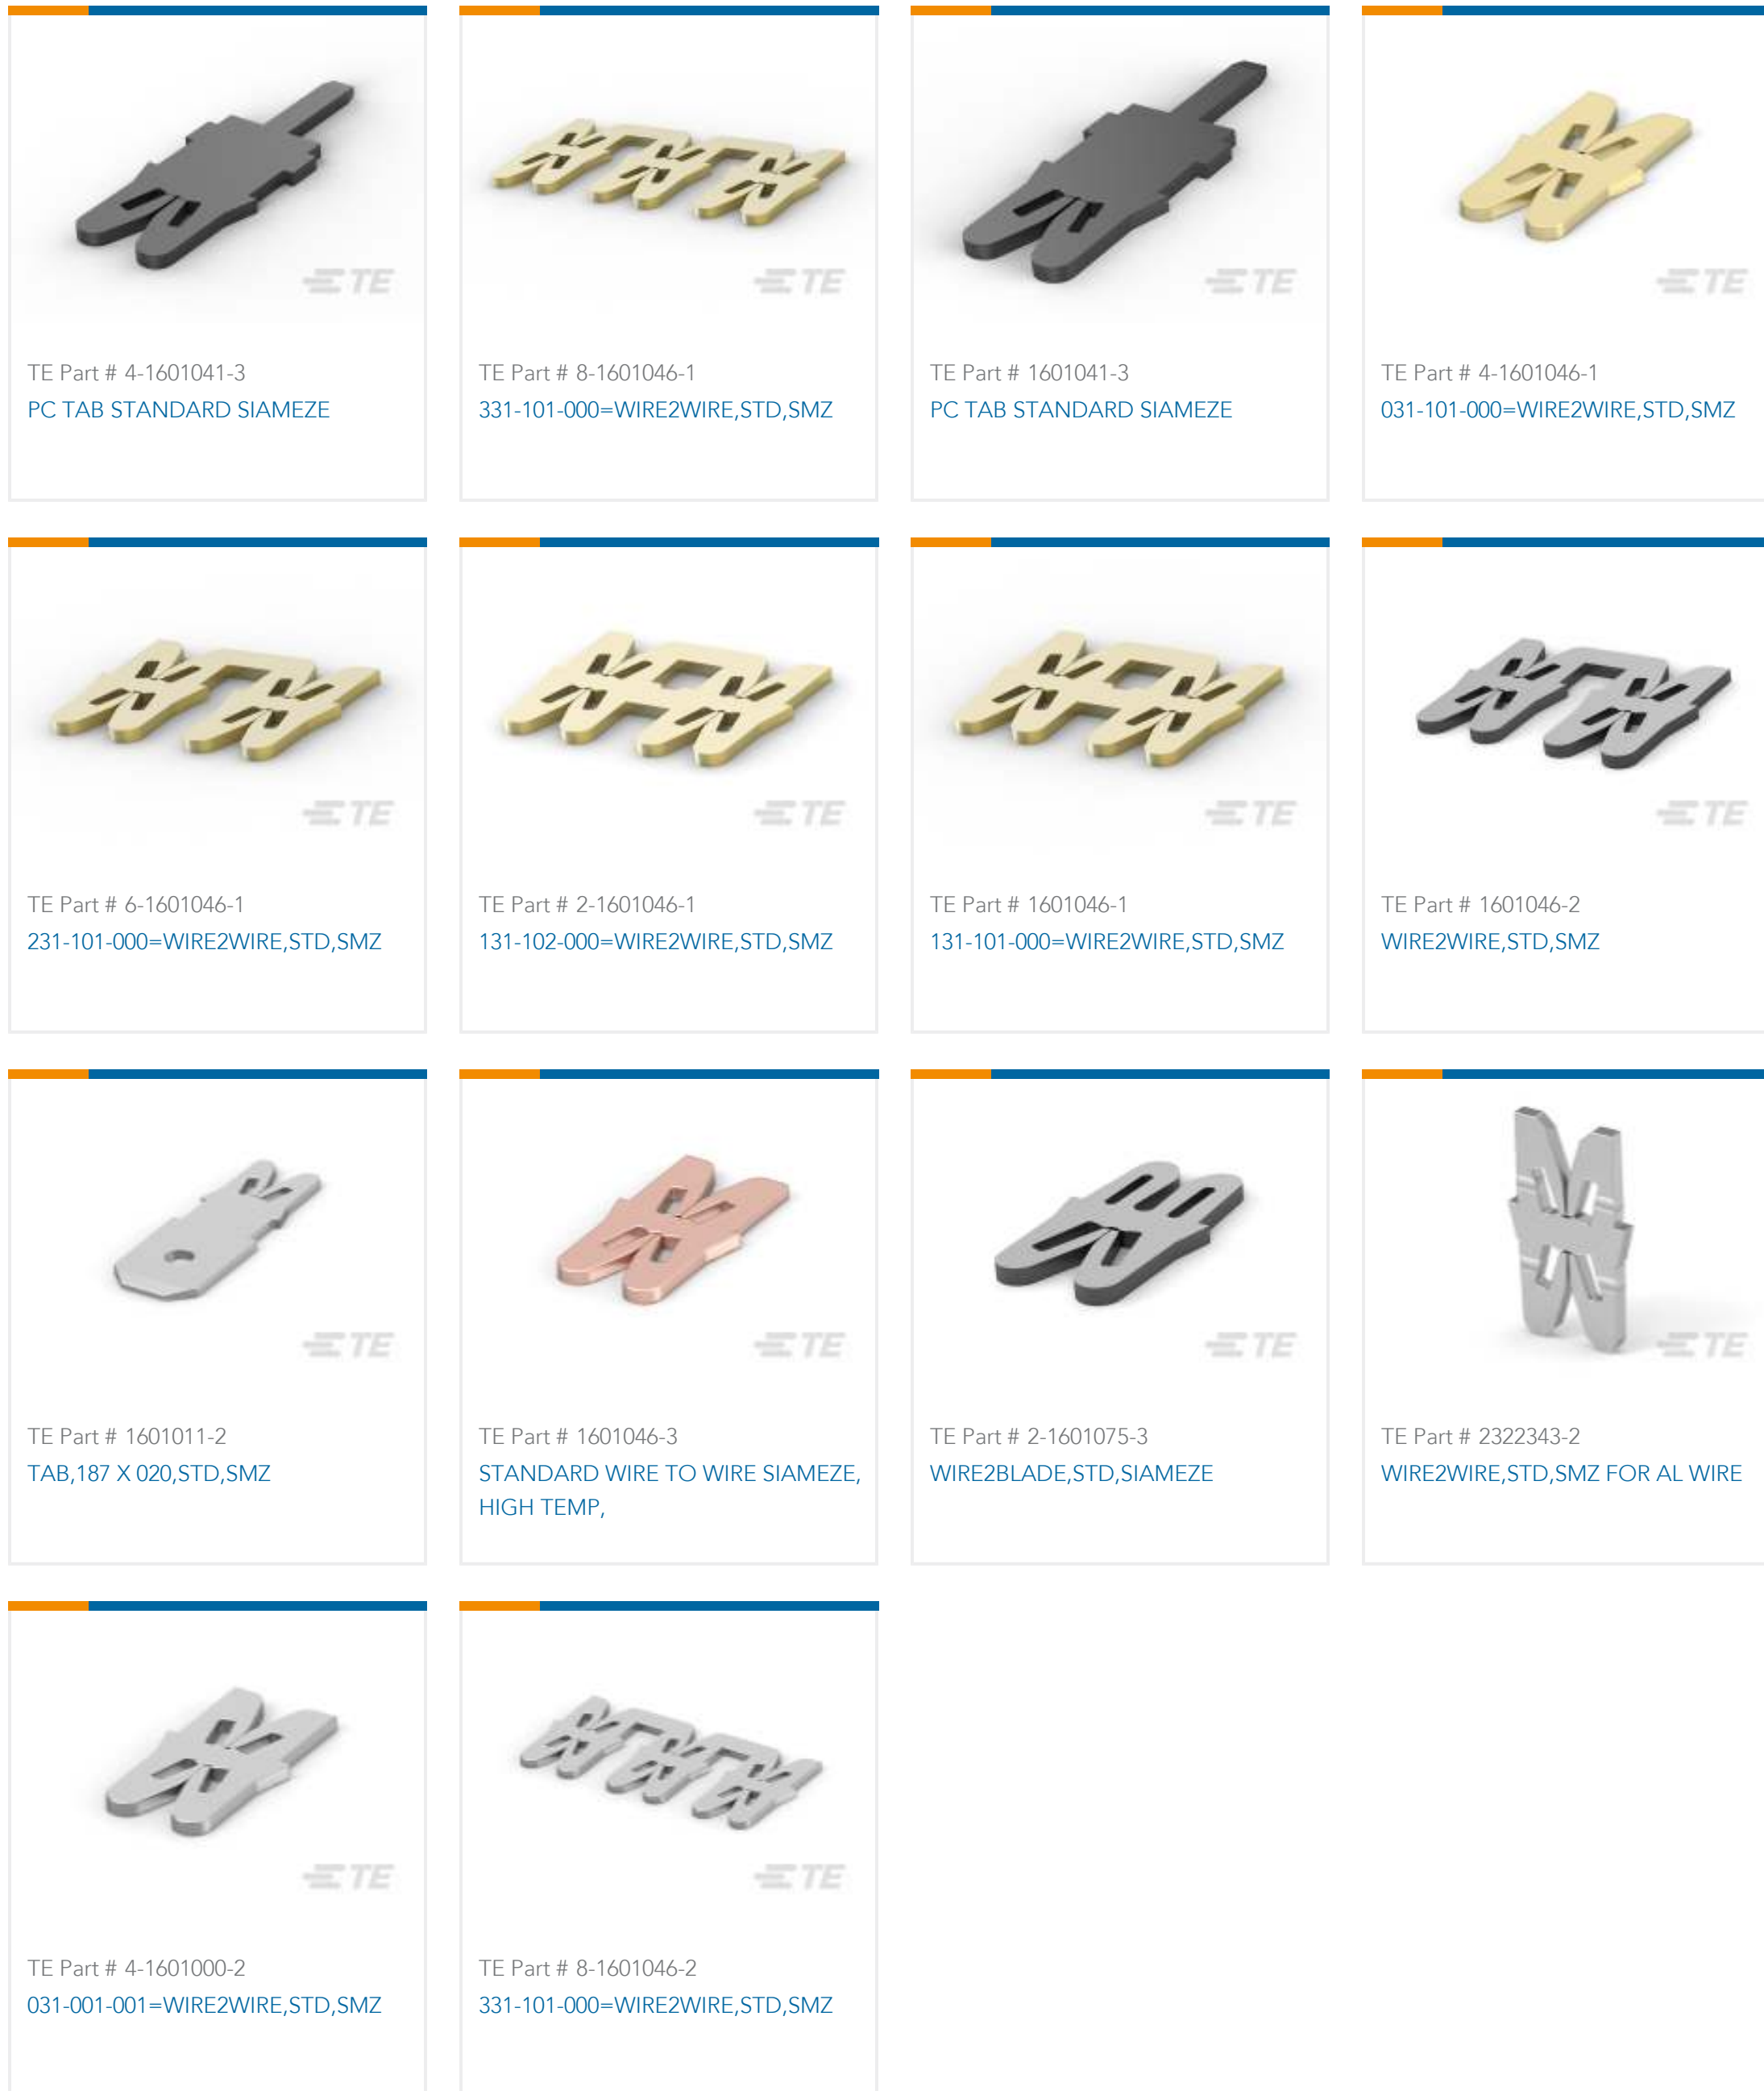 TE
TE
TE
TE
TE Part # 4-1601041-3
PC TAB STANDARD SIAMEZE
TE Part # 8-1601046-1
331-101-000=WIRE2WIRE,STD,SMZ
TE Part # 1601041-3
PC TAB STANDARD SIAMEZE
TE Part # 4-1601046-1
031-101-000=WIRE2WIRE,STD,SMZ
TE
TE
TE
TE
TE Part # 6-1601046-1
231-101-000=WIRE2WIRE,STD,SMZ
TE Part # 2-1601046-1
131-102-000=WIRE2WIRE,STD,SMZ
TE Part # 1601046-1
131-101-000=WIRE2WIRE,STD,SMZ
TE Part # 1601046-2
WIRE2WIRE,STD,SMZ
TE
TE
TE
TE
TE Part # 1601011-2
TAB,187 X 020,STD,SMZ
TE Part # 1601046-3
STANDARD WIRE TO WIRE SIAMEZE,
HIGH TEMP,
TE Part # 2-1601075-3
WIRE2BLADE,STD,SIAMEZE
TE Part # 2322343-2
WIRE2WIRE,STD,SMZ FOR AL WIRE
TE
TE
TE Part # 4-1601000-2
031-001-001=WIRE2WIRE,STD,SMZ
TE Part # 8-1601046-2
331-101-000=WIRE2WIRE,STD,SMZ